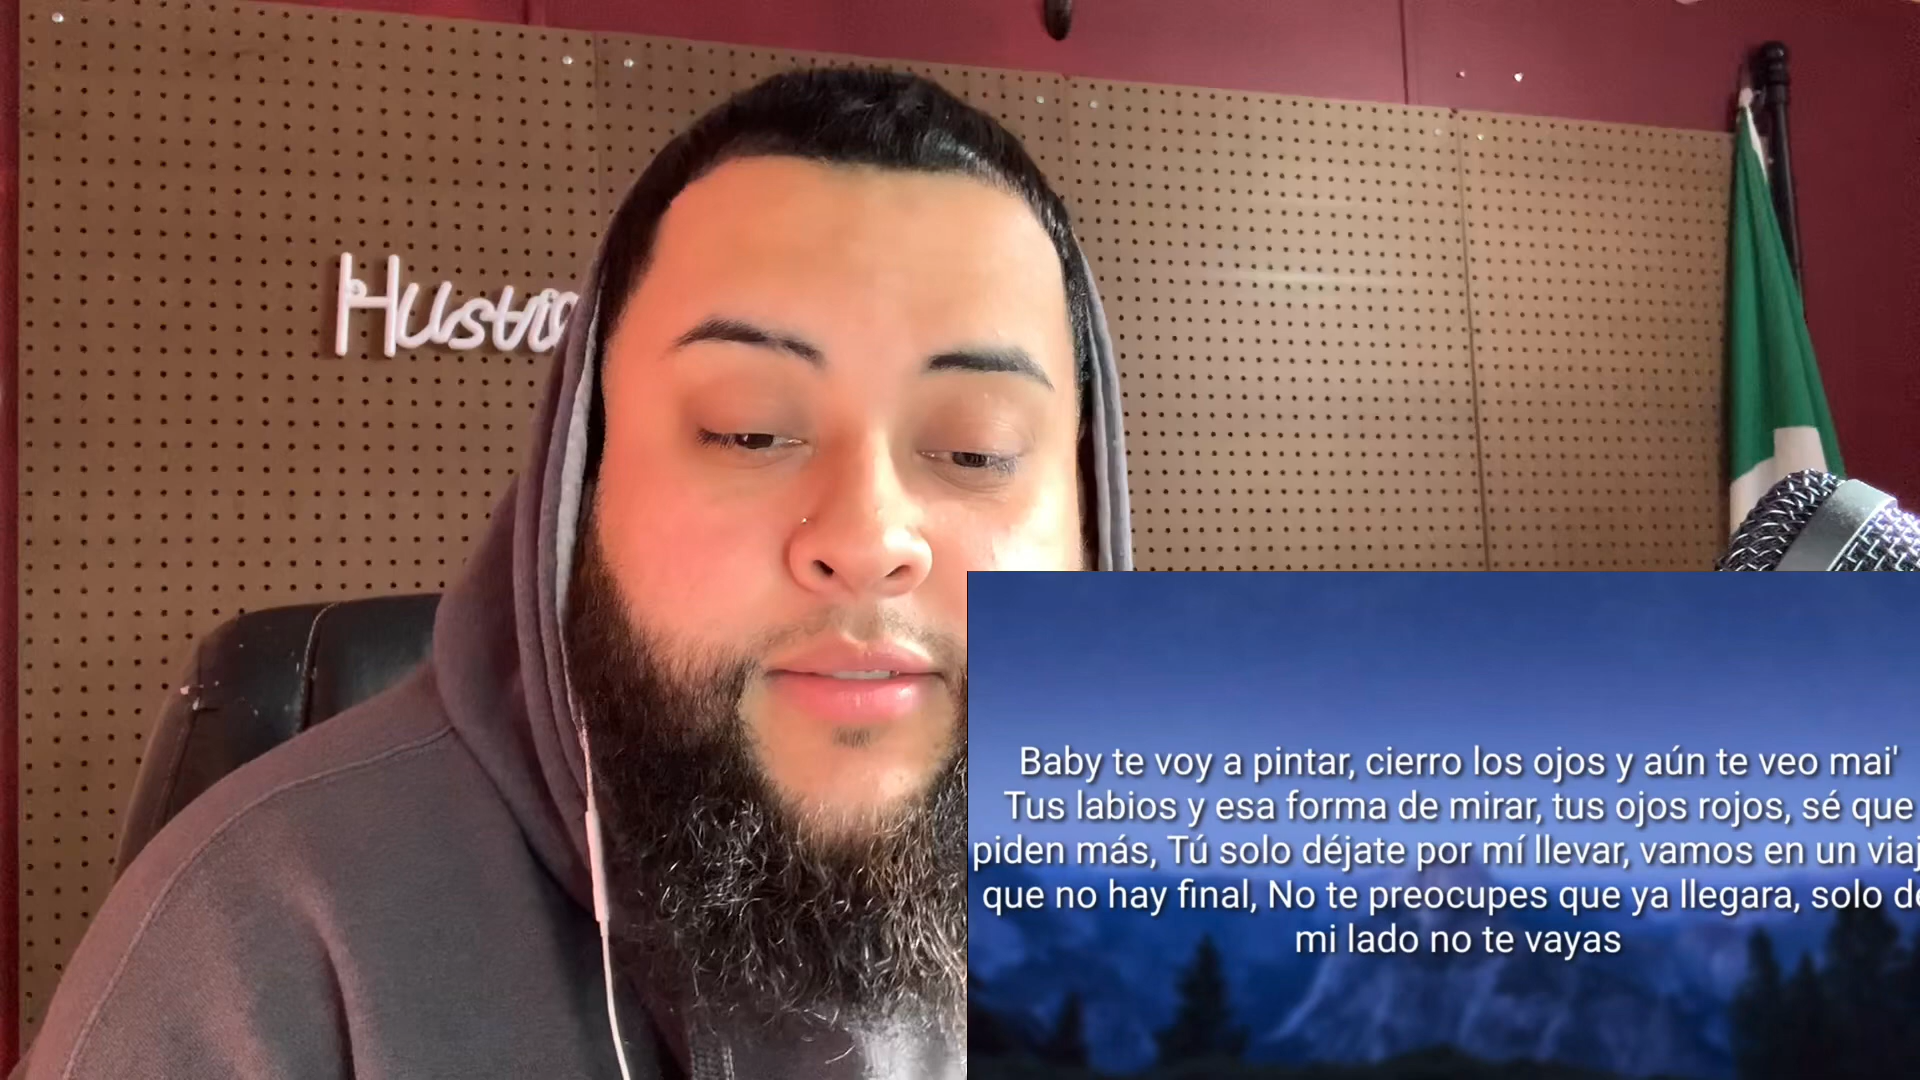 Baby te voy a pintar, cierro los ojos y aún te veo mai'
Tus labios y esa forma de mirar, tus ojos rojos, sé que
piden más, Tú solo déjate por mí llevar, vamos en un
que no hay final, No te preocupes que ya llegara, solo
mi lado no te vayas